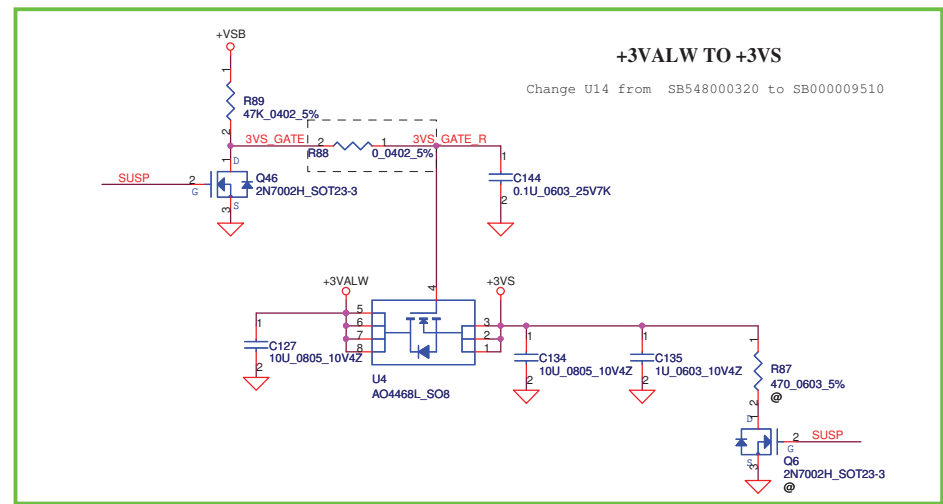 +VSB
+3VALW TO +3VS
Change U14 from SB548000320 to SB000009510
1
R89
47K_0402_5%
2
3VS_GATE
2
R88
1
0_0402_5%
3VS_GATE_R
1
D
SUSP
2
G
Q46
2N7002H_SOT23-3
3
S
1
C144
0.1U_0603_25V7K
2
+3VALW
4
+3VS
1
C127
10U_0805_10V4Z
2
5
6
7
8
3
2
1
U4
AO4468L_SO8
1
C134
10U_0805_10V4Z
2
1
C135
1U_0603_10V4Z
2
1
R87
470_0603_5%
2
@
1
D
2
G
SUSP
3
S
Q6
2N7002H_SOT23-3
@